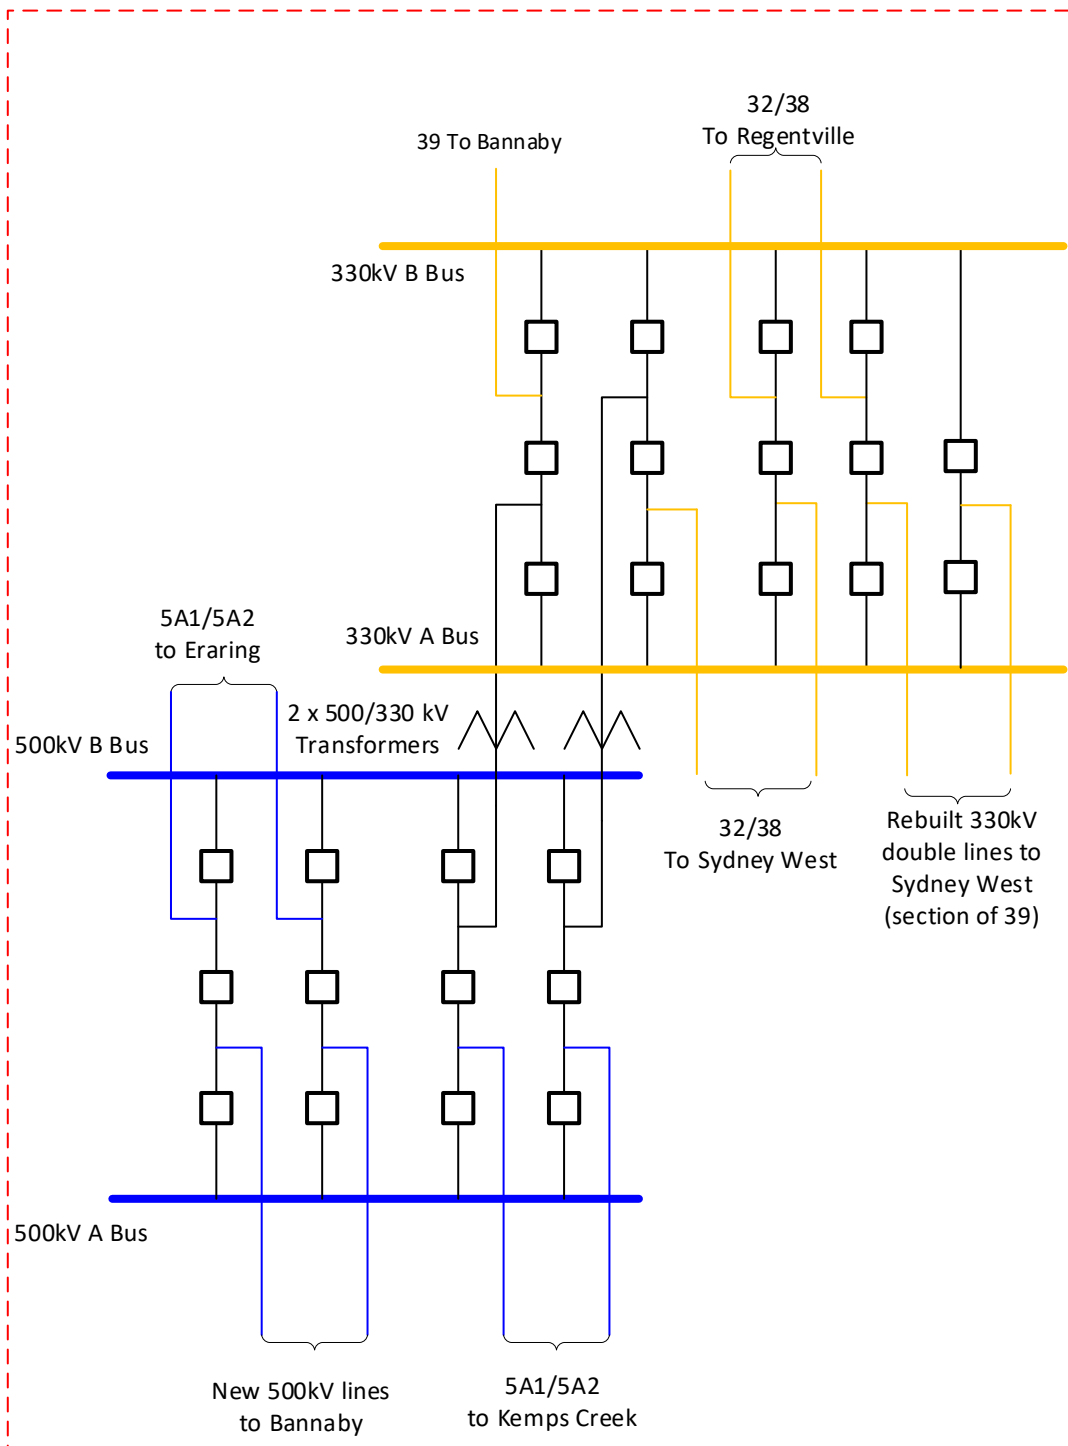 32/38
To Regentville
39 To Bannaby
330kV B Bus
330kV A Bus
5A1/5A2
to Eraring
2 x 500/330 kV
Transformers
500kV B Bus
32/38
To Sydney West
Rebuilt 330kV
double lines to
Sydney West
(section of 39)
500kV A Bus
New 500kV lines
to Bannaby
5A1/5A2
to Kemps Creek